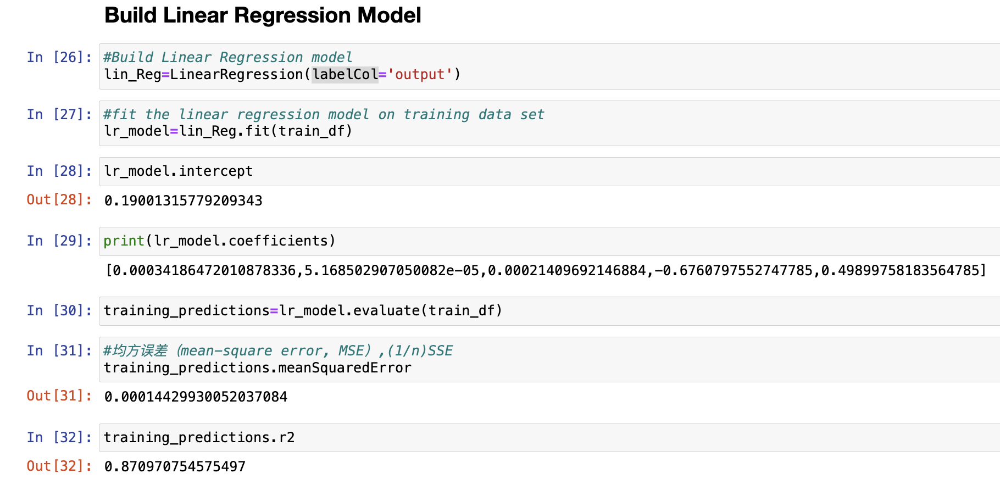 Build Linear Regression Model
In [26]: #Build Linear Regression model
lin_Reg=LinearRegression(labelCol='output')
In [27]: #fit the linear regression model on training data set
lr_model=lin_Reg.fit(train_df)
In [28]: lr_model.intercept
Out[28]: 0.19001315779209343
In [29]: print(lr_model.coefficients)
[0.00034186472010878336,5.168502907050082e-05,0.00021409692146884,-0.6760797552747785,0.49899758183564785]
In [30]: training_predictions=lr_model.evaluate(train_df)
In [31]: #均方误差（mean-square error, MSE）,(1/n)SSE
training_predictions.meanSquaredError
Out[31]: 0.00014429930052037084
In [32]: training_predictions.r2
Out[32]: 0.870970754575497